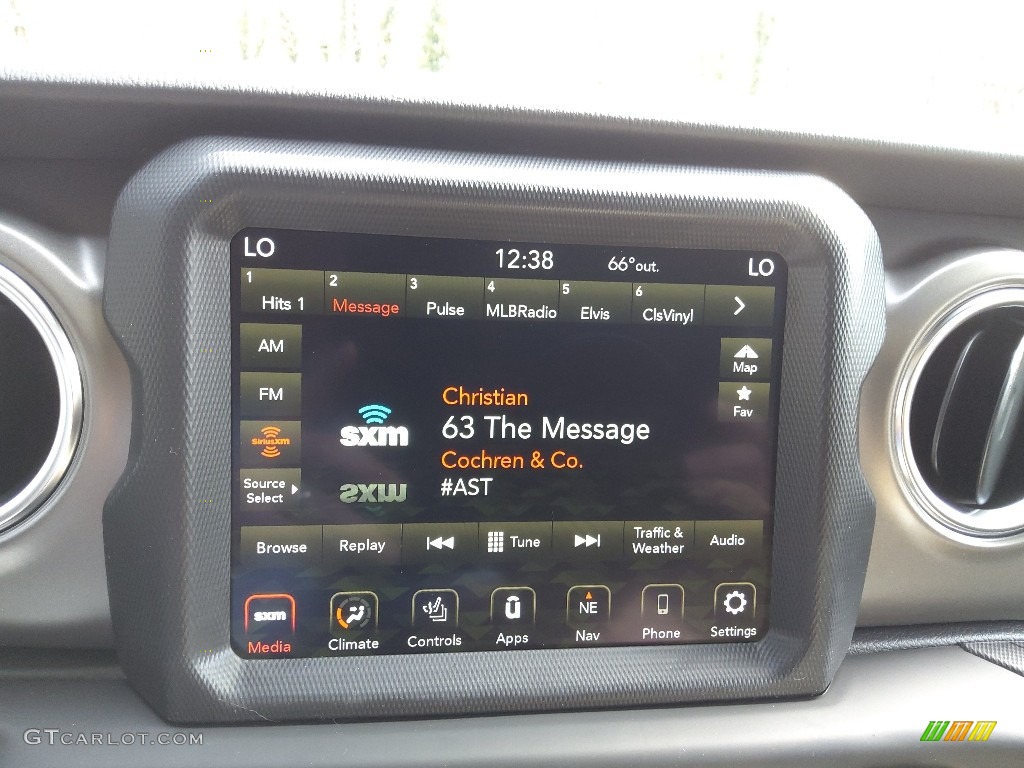 LO 12:38 66°out. LO
1 Hits 1 2 Message 3 Pulse 4 MLBRadio 5 Elvis 6 ClsVinyl
AM
Map
FM
Fav
Christian
sxm
63 The Message
SiriusXM
Cochren & Co.
Source
Select
#AST
Browse Replay Tune Traffic &
Weather Audio
sxm NE
Media Climate Controls Apps Nav Phone Settings
GTCARLOT.COM